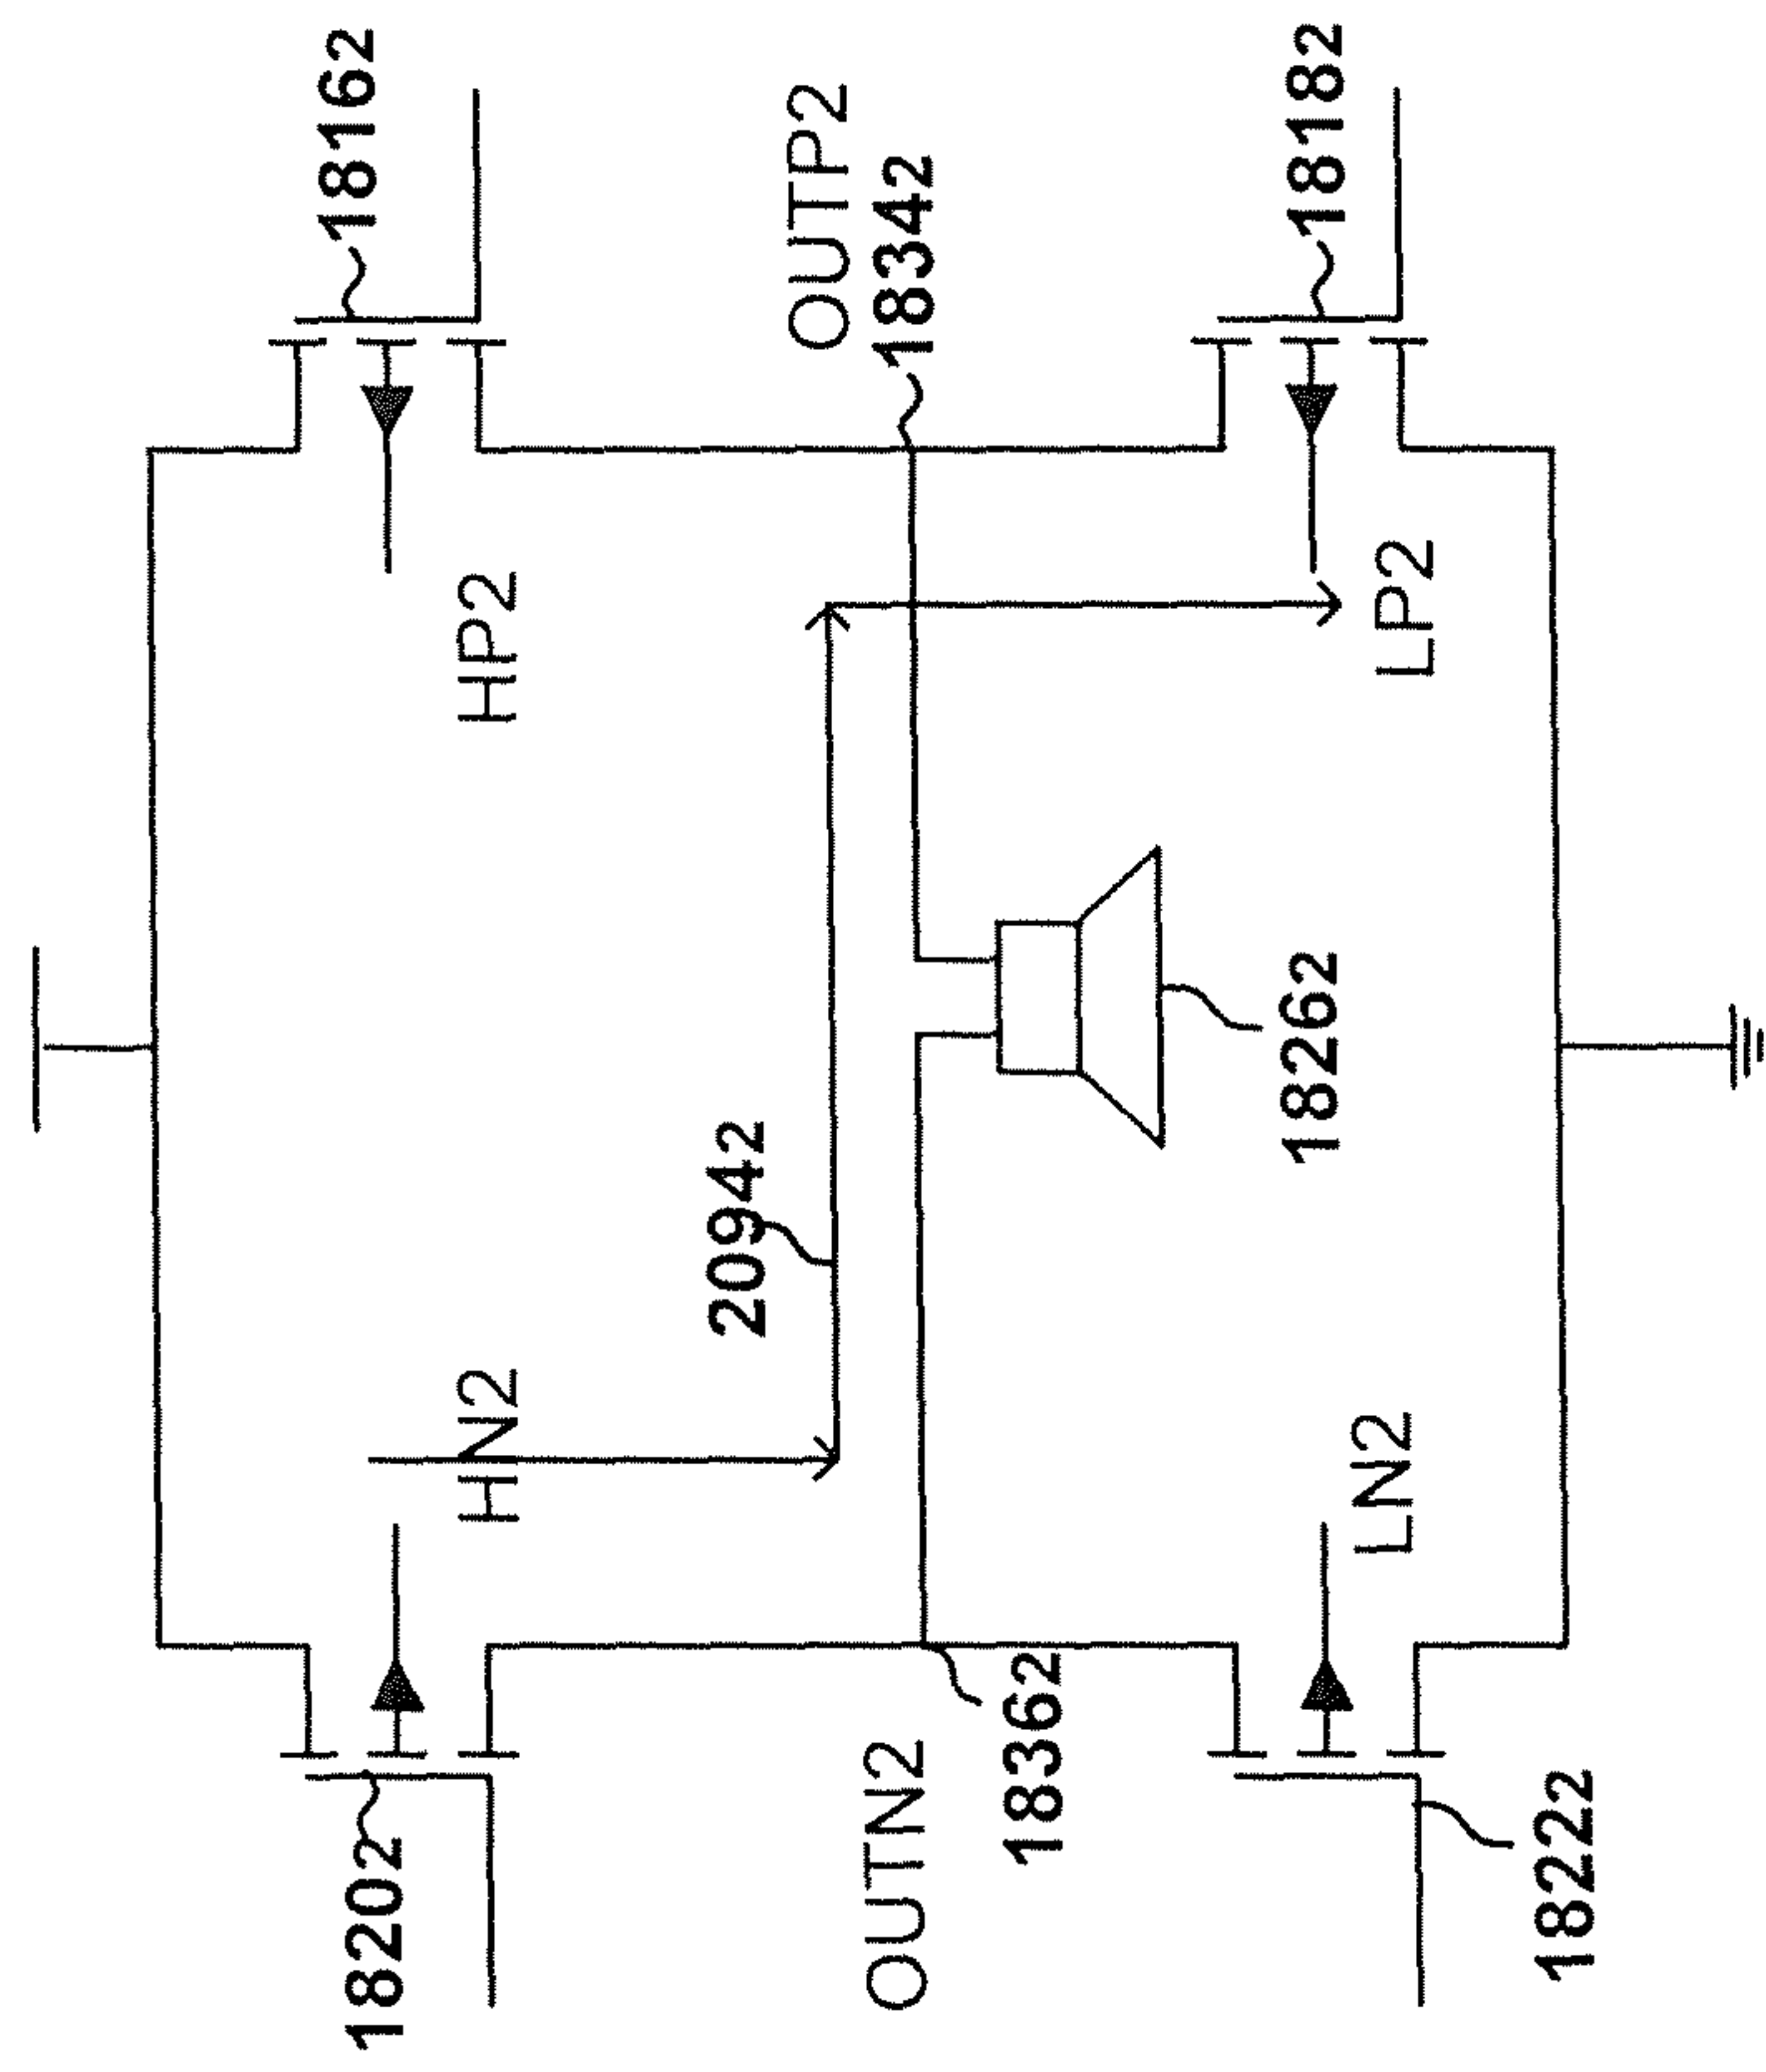 1816₂
OUTP2
1834₂
1818₂
HP2
LP2
2094₂
1826₂
HN2
LN2
1820₂
OUTN2
1836₂
1822₂